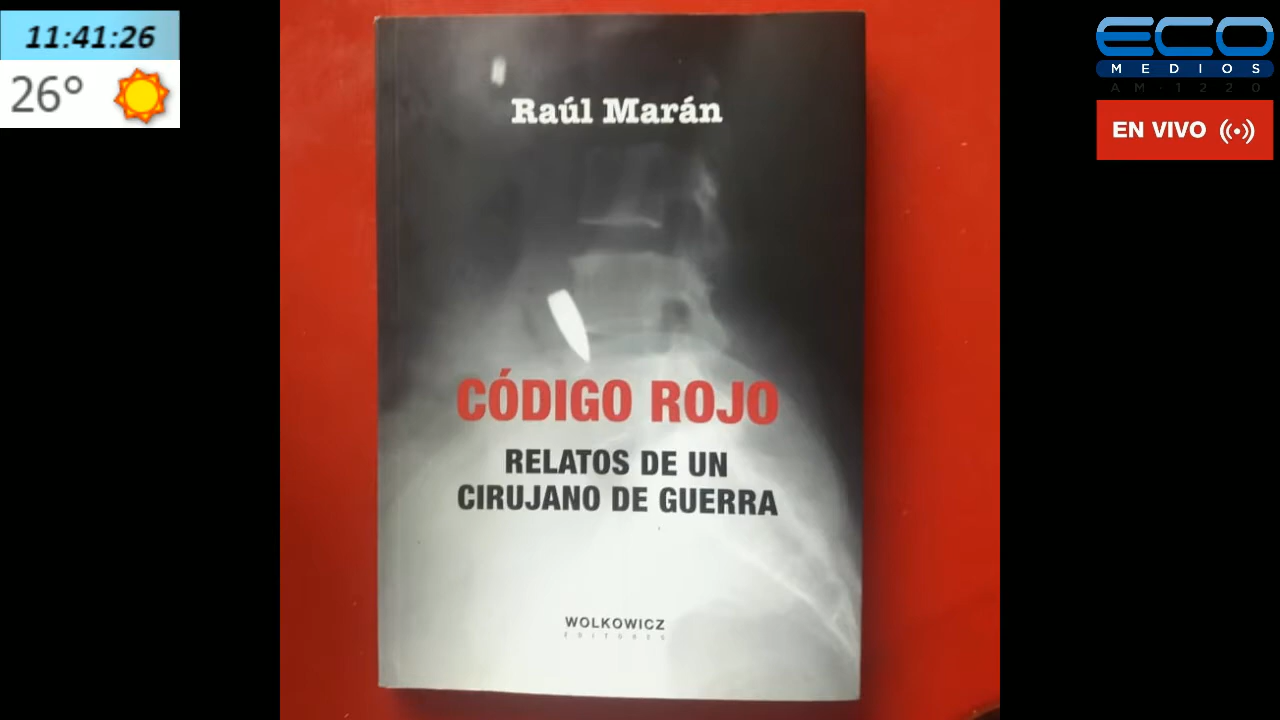 11:41:26
26°
ECO
MEDIOS
AM·1220
EN VIVO
Raúl Marán
CÓDIGO ROJO
RELATOS DE UN
CIRUJANO DE GUERRA
WOLKOWICZ
EDITORES